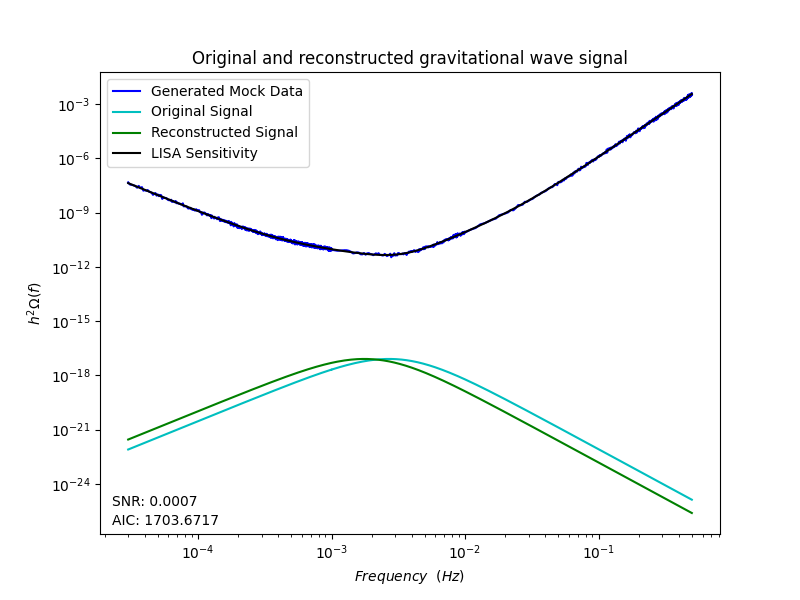 Original and reconstructed gravitational wave signal
Generated Mock Data
Original Signal
Reconstructed Signal
LISA Sensitivity
10⁻³
10⁻⁶
10⁻⁹
10⁻¹²
10⁻¹⁵
10⁻¹⁸
10⁻²¹
10⁻²⁴
h²Ω(f)
SNR: 0.0007
AIC: 1703.6717
10⁻⁴ 10⁻³ 10⁻² 10⁻¹
Frequency (Hz)